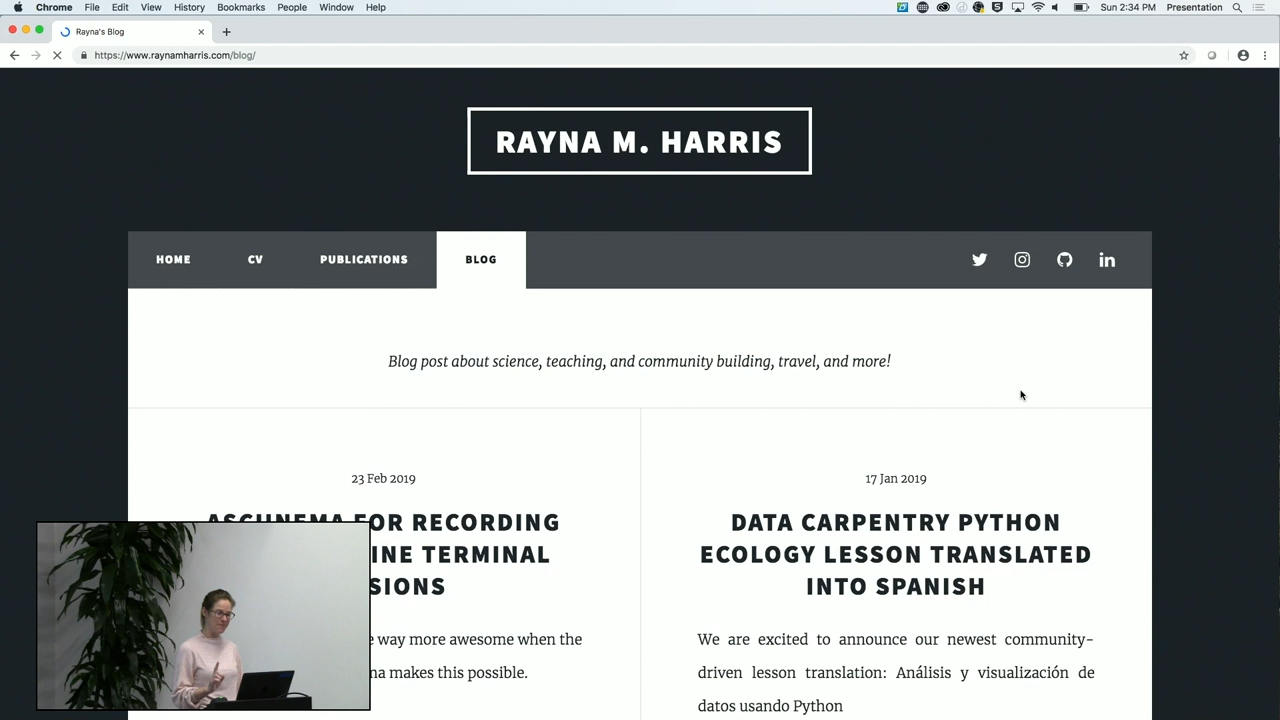 Chrome File Edit View History Bookmarks People Window Help Sun 2:34 PM Presentation
Rayna's Blog
https://www.raynamharris.com/blog/
RAYNA M. HARRIS
HOME CV PUBLICATIONS BLOG
Blog post about science, teaching, and community building, travel, and more!
23 Feb 2019
FOR RECORDING
TERMINAL
way more awesome when the
makes this possible.
17 Jan 2019
DATA CARPENTRY PYTHON
ECOLOGY LESSON TRANSLATED
INTO SPANISH
We are excited to announce our newest community-
driven lesson translation: Análisis y visualización de
datos usando Python